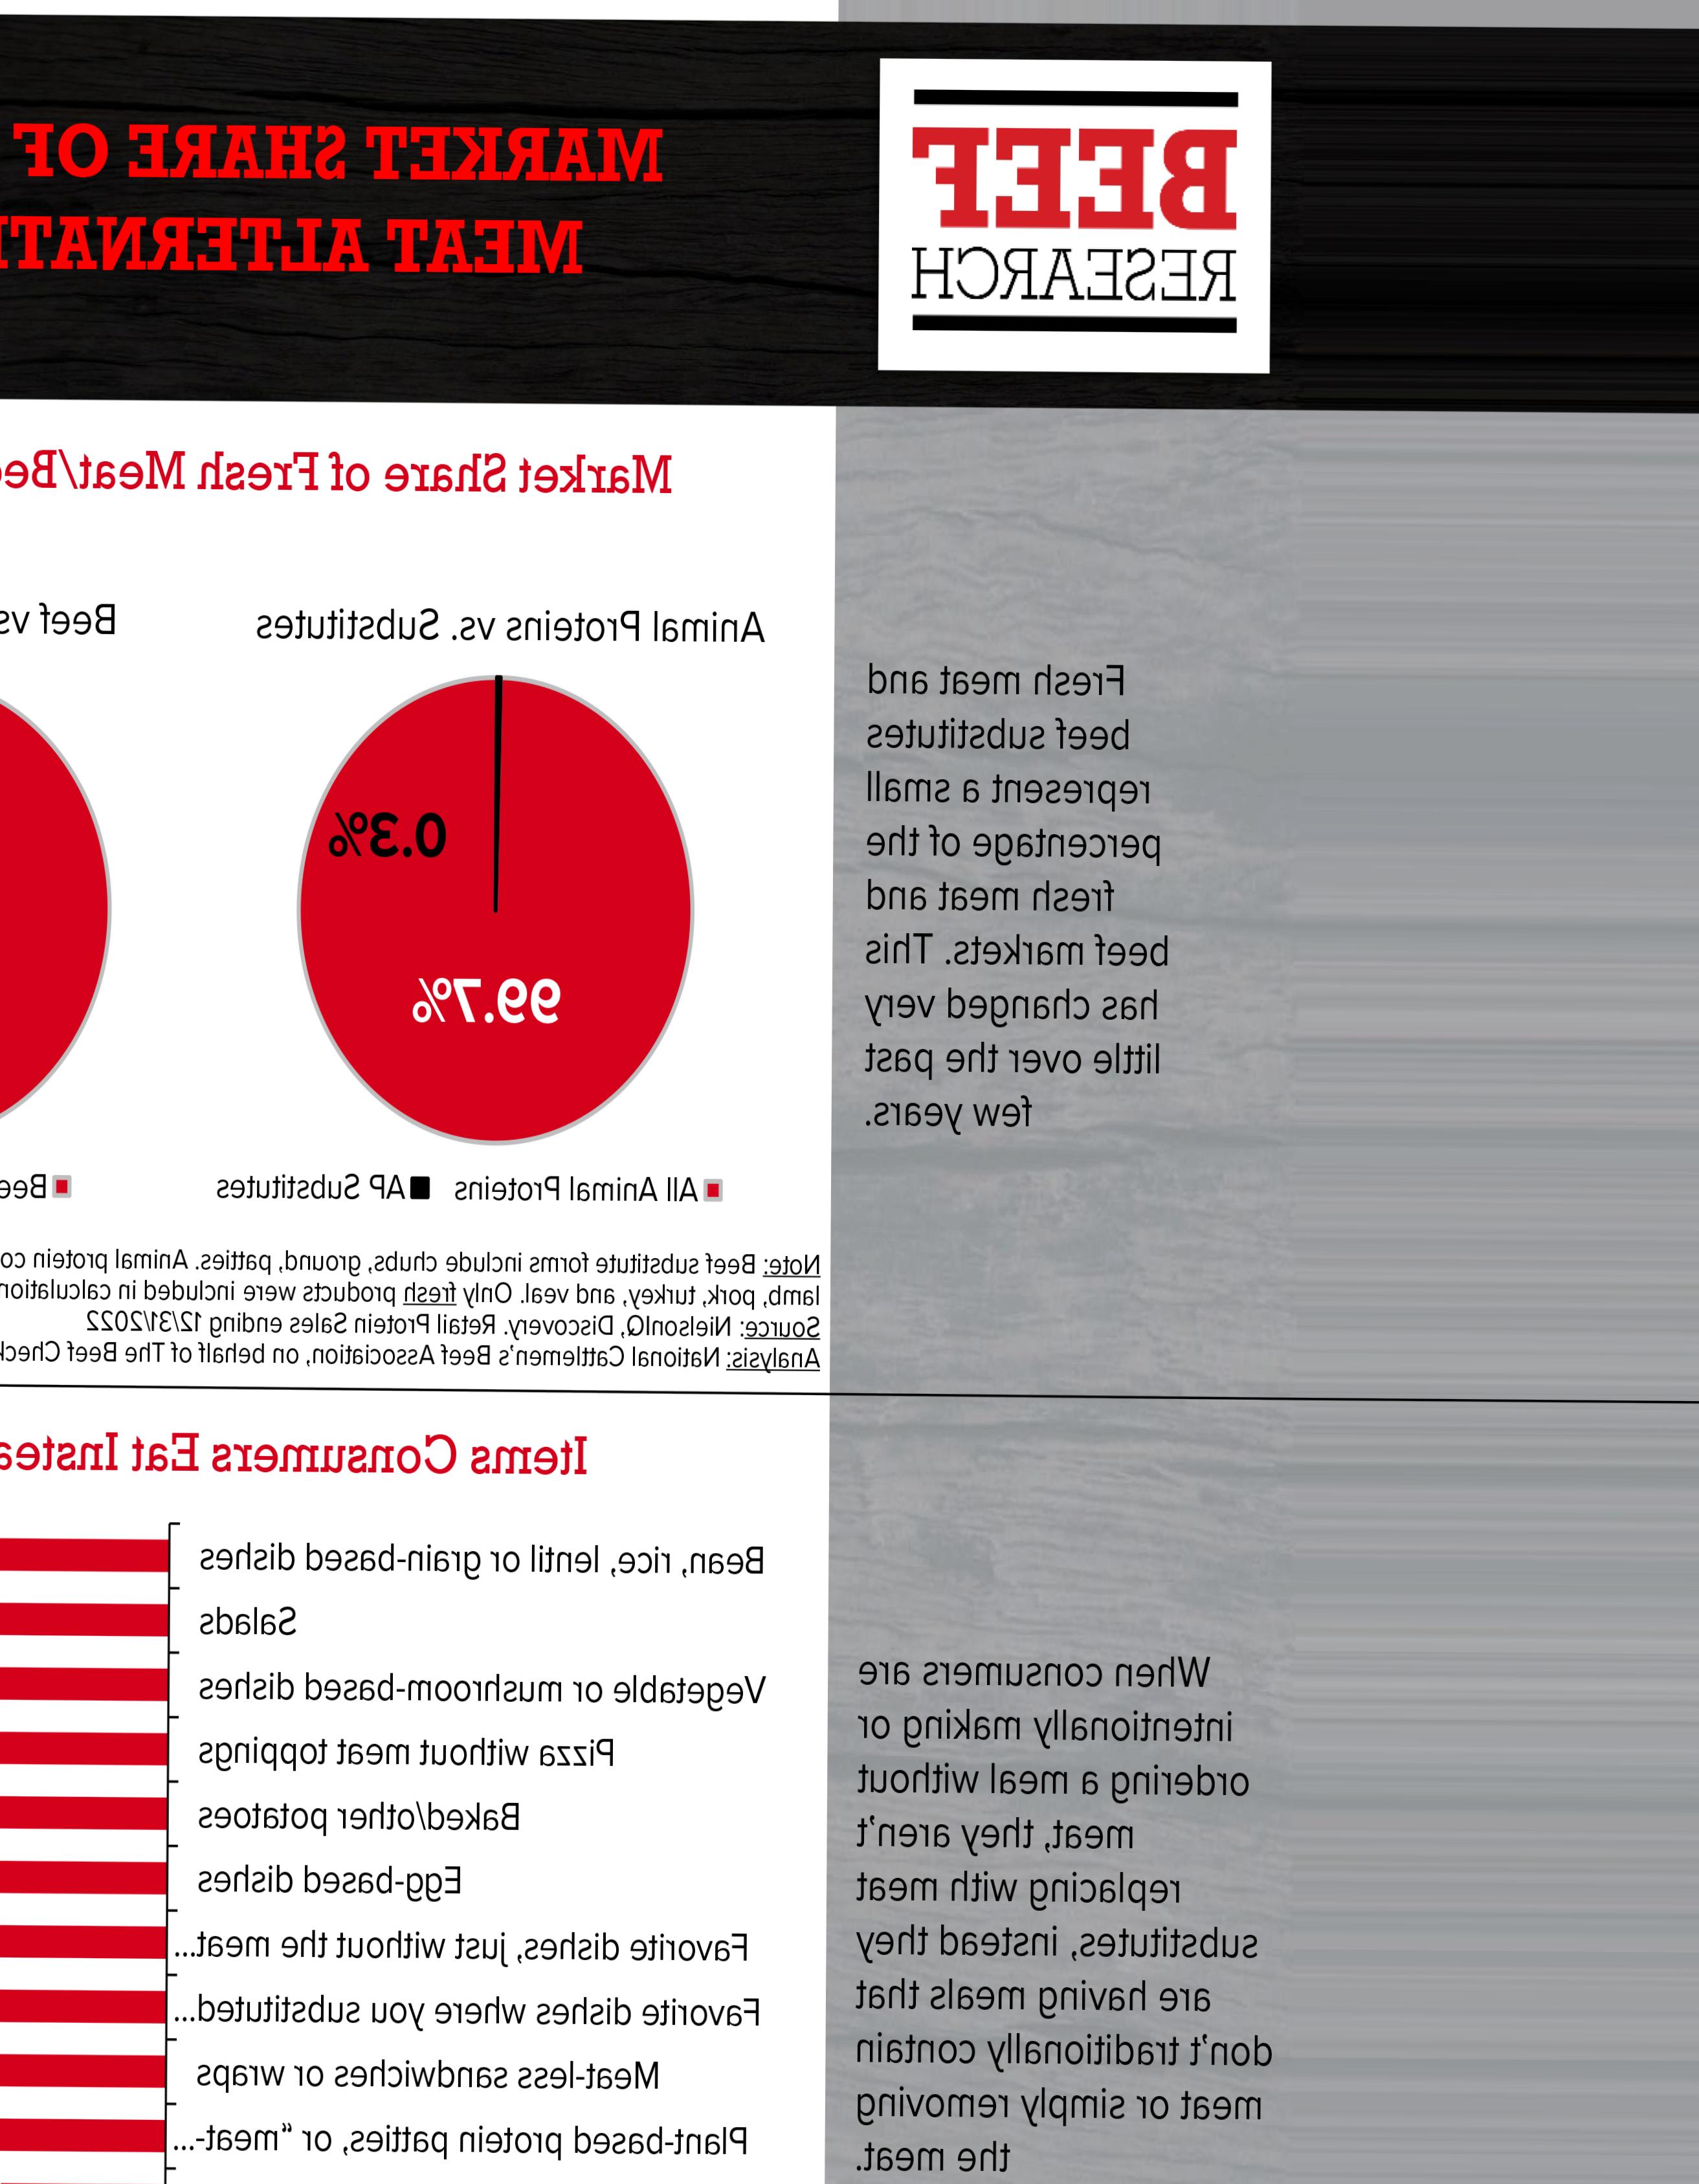 BEEF
RESEARCH
MARKET SHARE OF
MEAT ALTERNATI
Market Share of Fresh Meat/Bee
Fresh meat and
beef substitutes
represent a small
percentage of the
fresh meat and
beef markets. This
has changed very
little over the past
few years.
Animal Proteins vs. Substitutes
0.3%
99.7%
All Animal Proteins AP Substitutes
Beef vs
Bee
Note: Beef substitute forms include chubs, ground, patties. Animal protein co
lamb, pork, turkey, and veal. Only fresh products were included in calculation
Source: NielsenIQ, Discovery. Retail Protein Sales ending 12/31/2022
Analysis: National Cattlemen's Beef Association, on behalf of The Beef Check
Items Consumers Eat Instea
When consumers are
intentionally making or
ordering a meal without
meat, they aren't
replacing with meat
substitutes, instead they
are having meals that
don't traditionally contain
meat or simply removing
the meat.
Bean, rice, lentil or grain-based dishes
Salads
Vegetable or mushroom-based dishes
Pizza without meat toppings
Baked/other potatoes
Egg-based dishes
Favorite dishes, just without the meat...
Favorite dishes where you substituted...
Meat-less sandwiches or wraps
Plant-based protein patties, or “meat-...